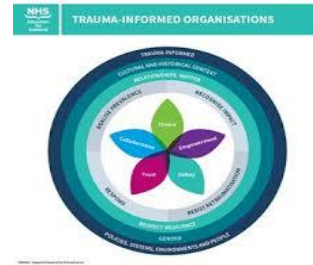 NHS
Education
for
Scotland
TRAUMA-INFORMED ORGANISATIONS
TRAUMA-INFORMED
CULTURAL AND HISTORICAL CONTEXT
RELATIONSHIPS MATTER
REALISE PREVALENCE
RECOGNISE IMPACT
Choice
Collaboration
Empowerment
Trust
Safety
RESPOND
RESIST RETRAUMATISATION
RESPECT RESILIENCE
GENDER
POLICIES, SYSTEMS, ENVIRONMENTS AND PEOPLE